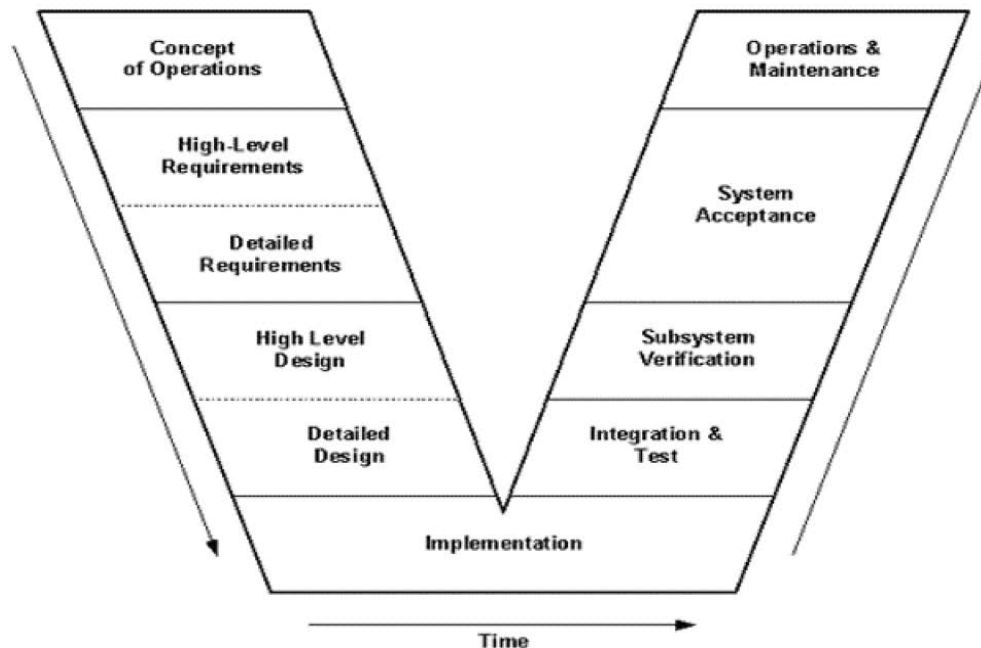 Concept
of Operations
High-Level
Requirements
Detailed
Requirements
High Level
Design
Detailed
Design
Implementation
Integration &
Test
Subsystem
Verification
System
Acceptance
Operations &
Maintenance
Time